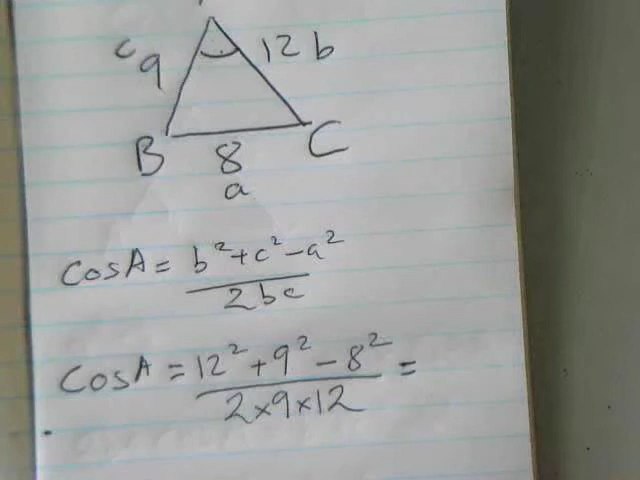 c 9 12 b
B 8 C
a
CosA = b²+c²-a² / 2bc
CosA = 12²+9²-8² / 2×9×12 =